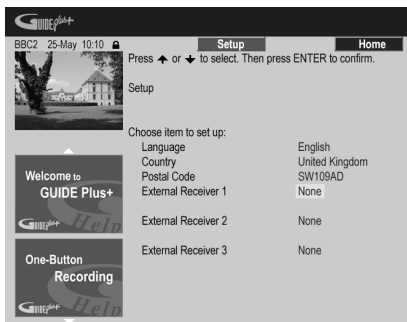 GUIDE Plus+
BBC2 25-May 10:10 Setup Home
Press or to select. Then press ENTER to confirm.
Setup
Choose item to set up:
Language English
Country United Kingdom
Postal Code SW109AD
External Receiver 1 None
External Receiver 2 None
External Receiver 3 None
Welcome to
GUIDE Plus+
GUIDE Plus+ Help
One-Button
Recording
GUIDE Plus+ Help